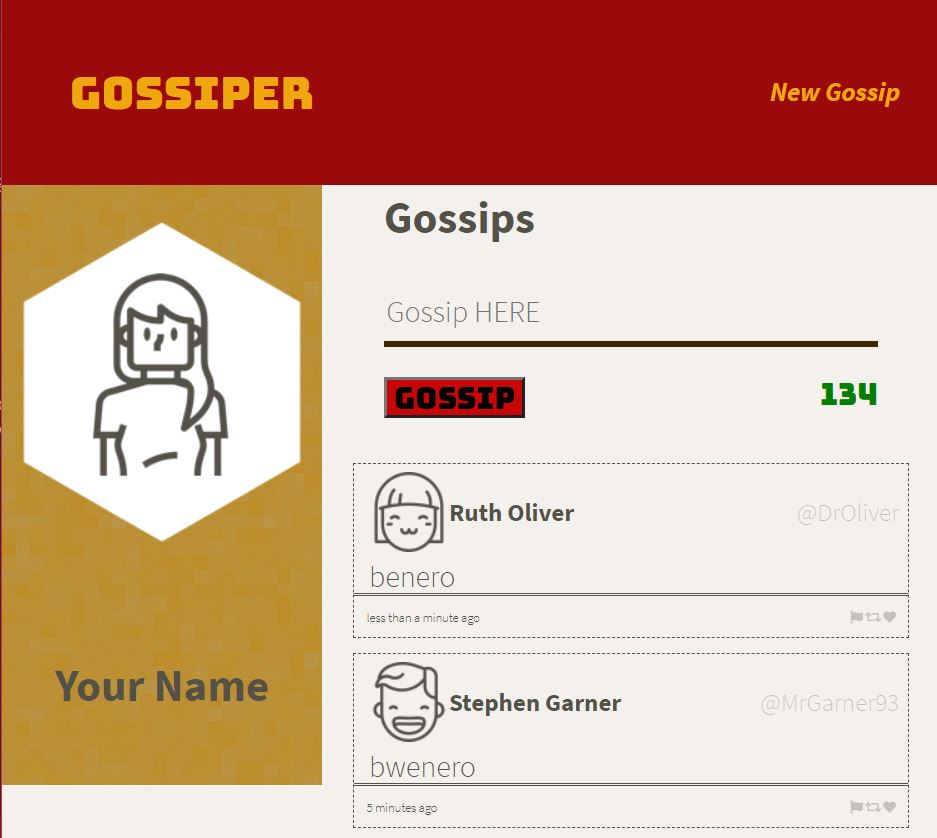 GOSSIPER
New Gossip
Your Name
Gossips
Gossip HERE
GOSSIP
134
Ruth Oliver @DrOliver
benero
less than a minute ago
Stephen Garner @MrGarner93
bwenero
5 minutes ago